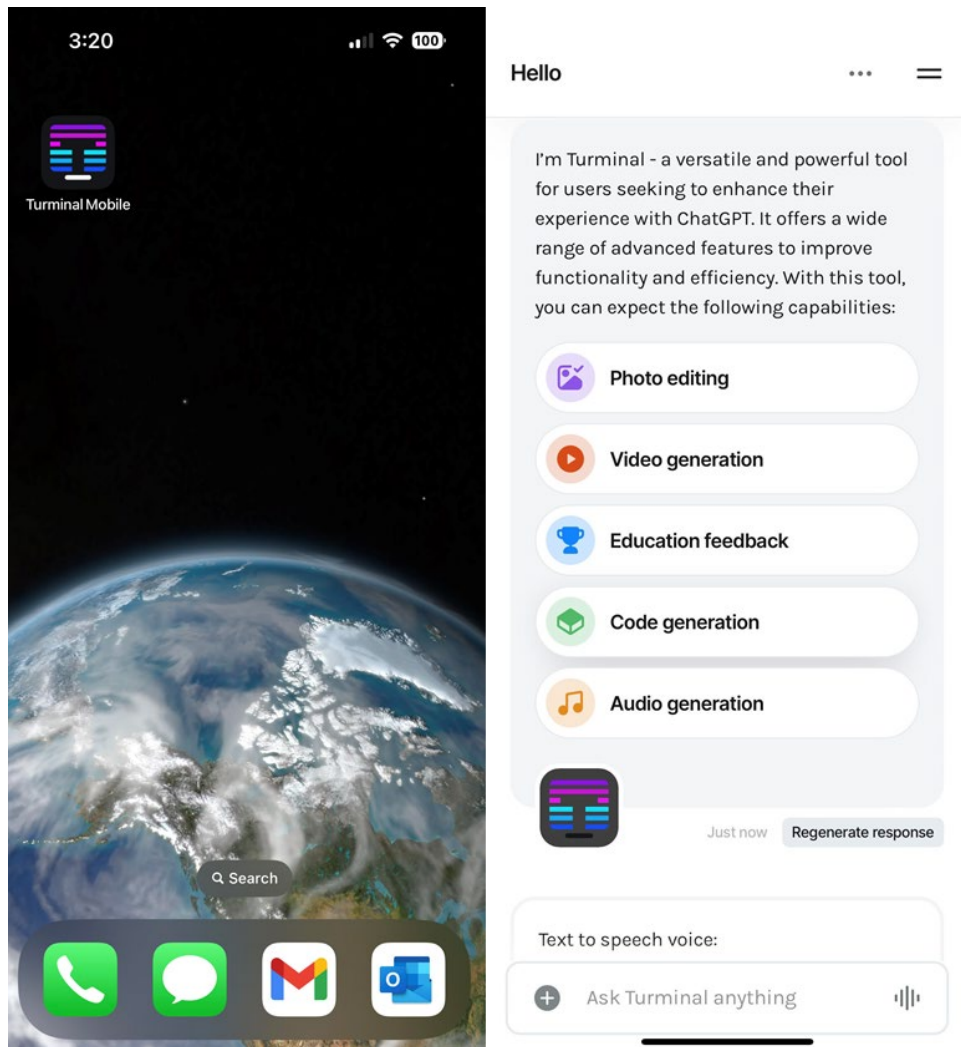 3:20
100
Turminal Mobile
Search
Hello
I'm Turminal - a versatile and powerful tool
for users seeking to enhance their
experience with ChatGPT. It offers a wide
range of advanced features to improve
functionality and efficiency. With this tool,
you can expect the following capabilities:
Photo editing
Video generation
Education feedback
Code generation
Audio generation
Just now
Regenerate response
Text to speech voice:
Ask Turminal anything